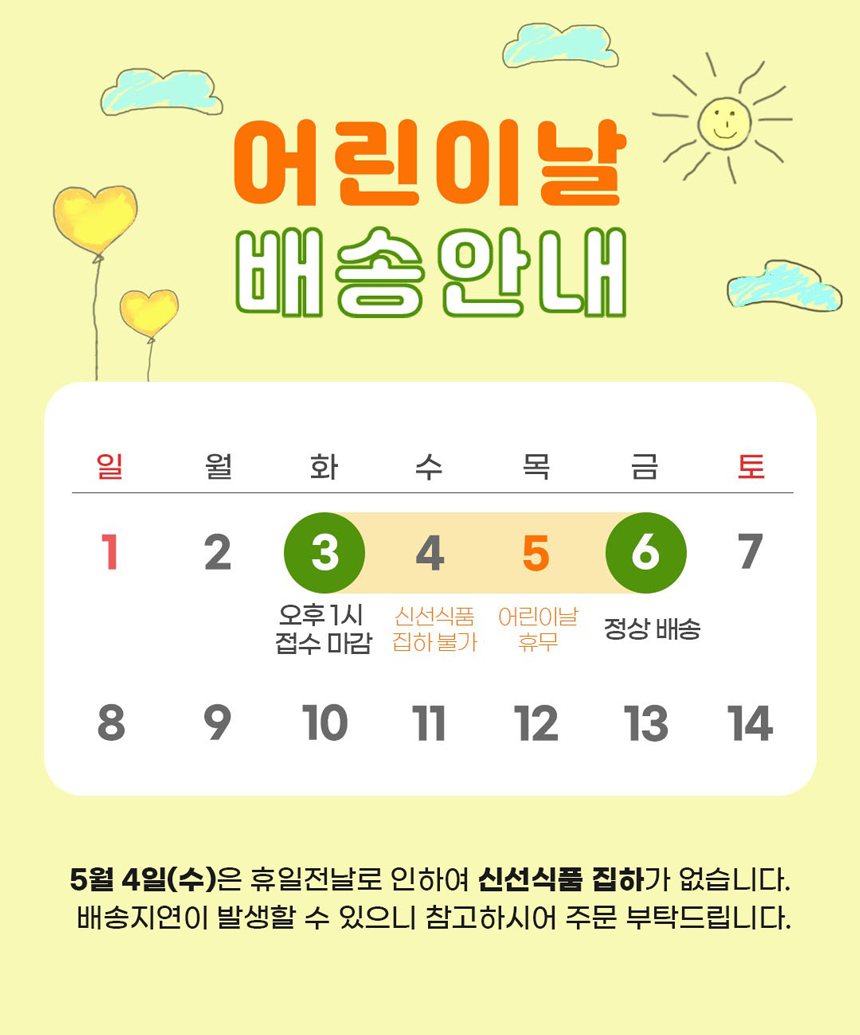 어린이날
배송안내
일 월 화 수 목 금 토
1 2 3 4 5 6 7
오후 1시 신선식품 어린이날 정상 배송
접수 마감 집하 불가 휴무
8 9 10 11 12 13 14
5월 4일(수)은 휴일전날로 인하여 신선식품 집하가 없습니다.
배송지연이 발생할 수 있으니 참고하시어 주문 부탁드립니다.